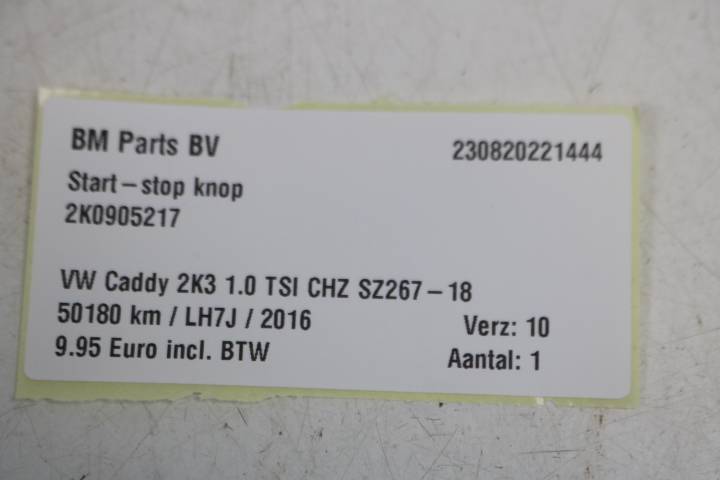 BM Parts BV 230820221444
Start-stop knop
2K0905217
VW Caddy 2K3 1.0 TSI CHZ SZ267-18
50180 km / LH7J / 2016 Verz: 10
9.95 Euro incl. BTW Aantal: 1